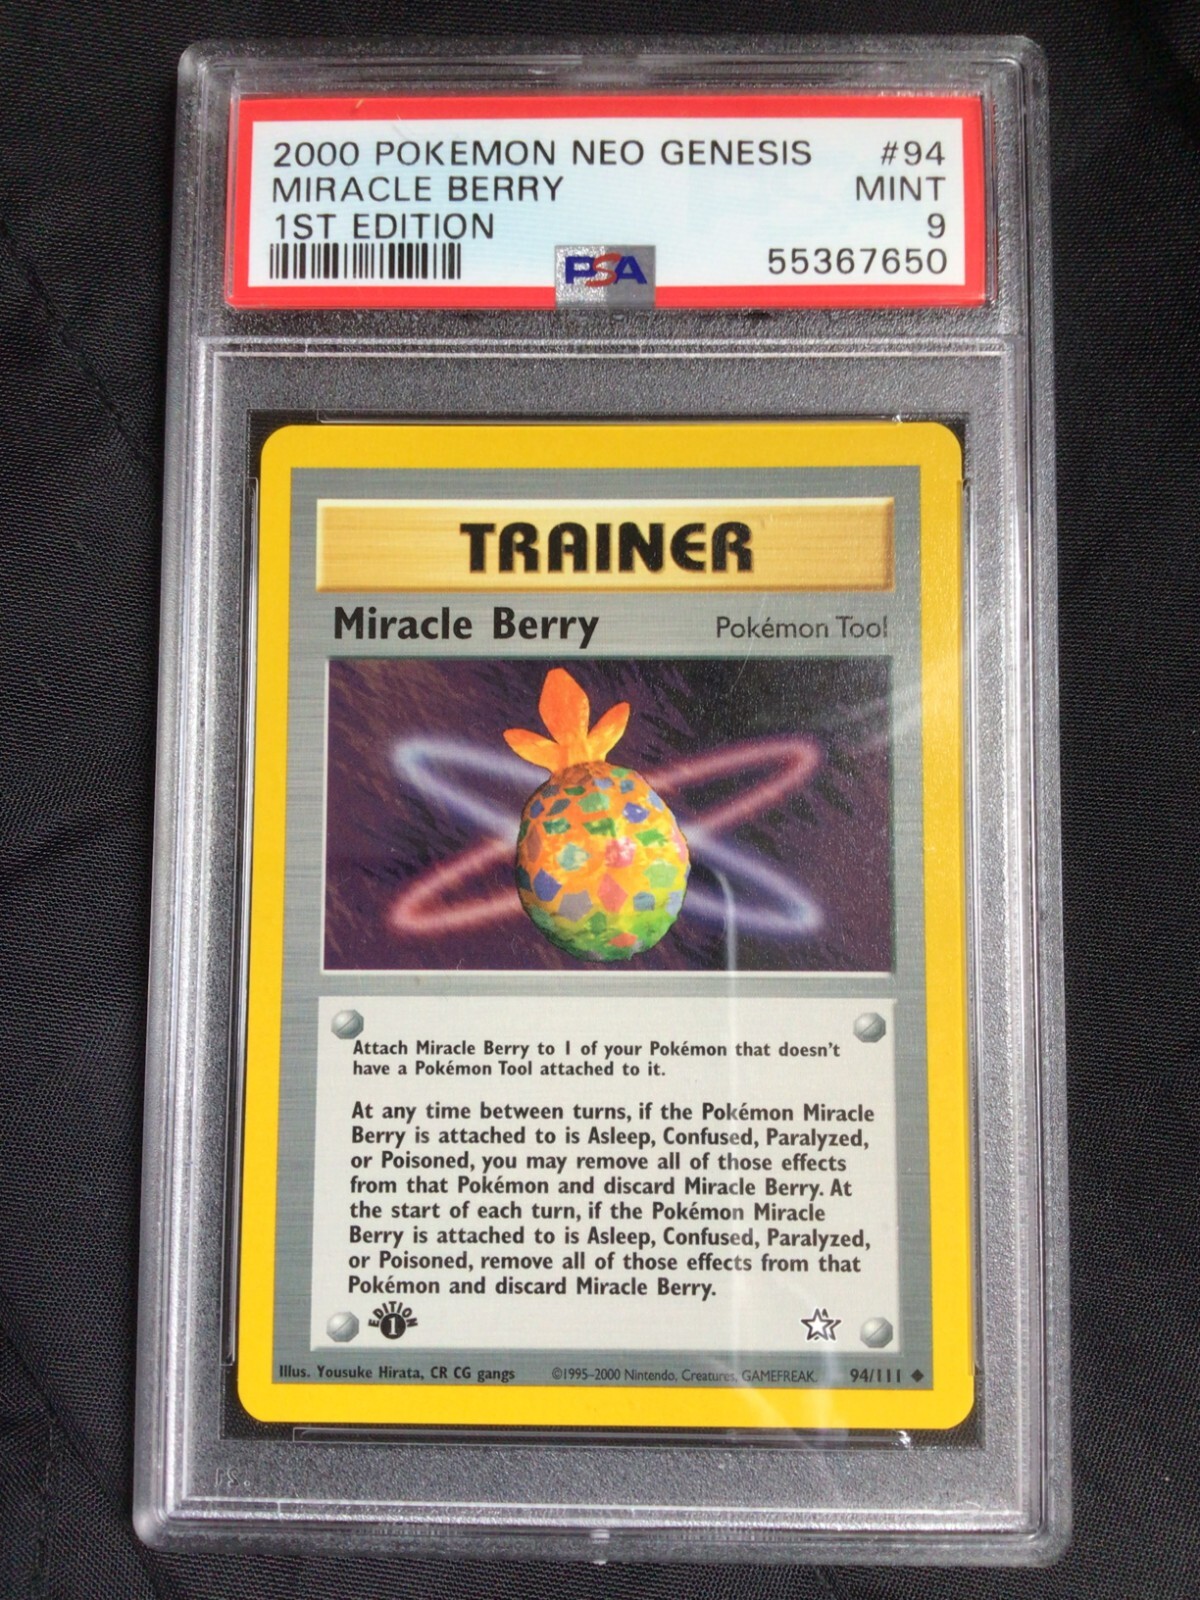 2000 POKEMON NEO GENESIS #94
MIRACLE BERRY MINT
1ST EDITION 9
PSA 55367650
TRAINER
Miracle Berry Pokémon Tool
Attach Miracle Berry to 1 of your Pokémon that doesn't
have a Pokémon Tool attached to it.
At any time between turns, if the Pokémon Miracle
Berry is attached to is Asleep, Confused, Paralyzed,
or Poisoned, you may remove all of those effects
from that Pokémon and discard Miracle Berry. At
the start of each turn, if the Pokémon Miracle
Berry is attached to is Asleep, Confused, Paralyzed,
or Poisoned, remove all of those effects from that
Pokémon and discard Miracle Berry.
EDITION
1
Illus. Yousuke Hirata, CR CG gangs ©1995–2000 Nintendo, Creatures, GAMEFREAK. 94/111